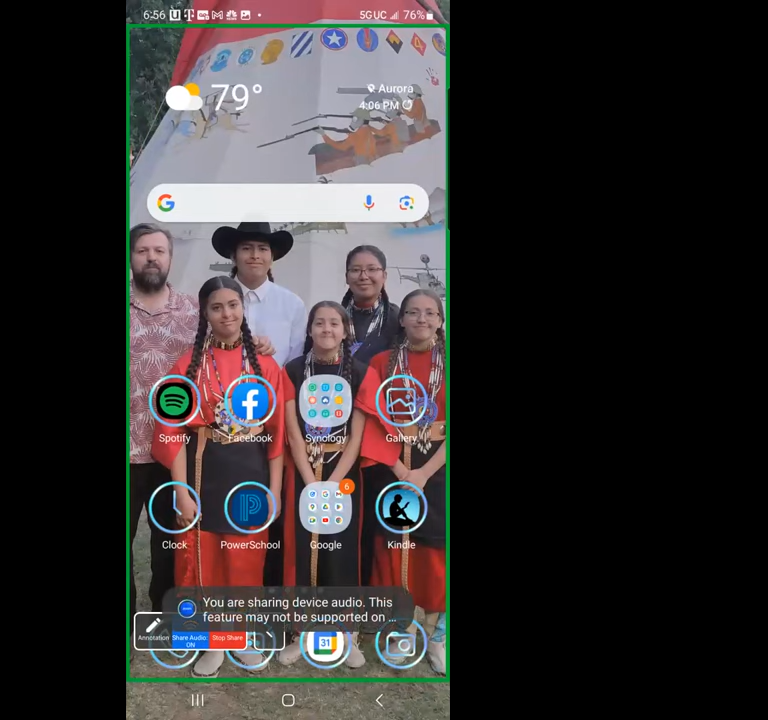 6:56
5GUC 76%
79°
Aurora
4:06 PM
Spotify Facebook Synology Gallery
6
Clock PowerSchool Google Kindle
You are sharing device audio. This
feature may not be supported on ...
Annotation Share Audio: ON Stop Share
31